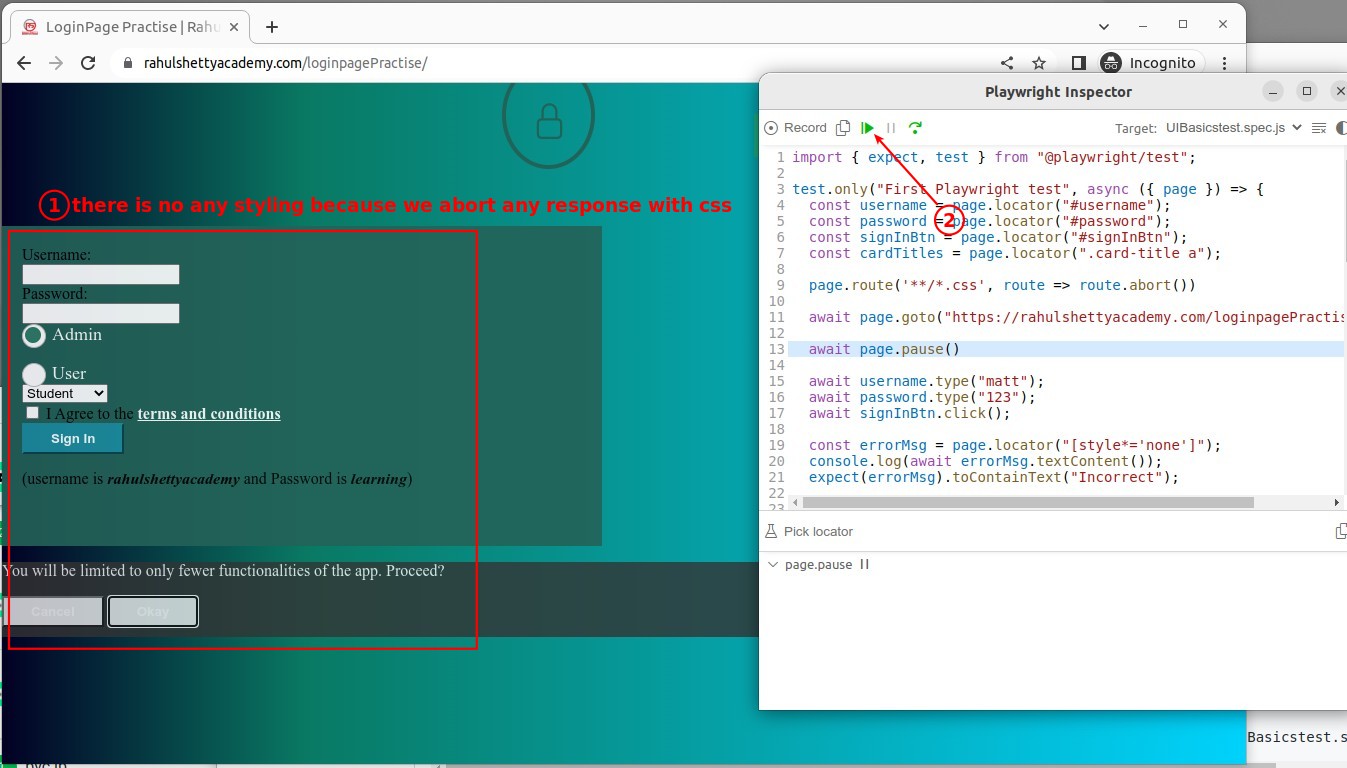 LoginPage Practise | Rahu
rahulshettyacademy.com/loginpagePractise/
Incognito
1 there is no any styling because we abort any response with css
Username:
Password:
Admin
User
Student
I Agree to the terms and conditions
Sign In
(username is rahulshettyacademy and Password is learning)
You will be limited to only fewer functionalities of the app. Proceed?
Cancel
Okay
Playwright Inspector
Record
Target: UIBasicstest.spec.js
2
1 import { expect, test } from "@playwright/test";
2
3 test.only("First Playwright test", async ({ page }) => {
4 const username = page.locator("#username");
5 const password = page.locator("#password");
6 const signInBtn = page.locator("#signInBtn");
7 const cardTitles = page.locator(".card-title a");
8
9 page.route('**/*.css', route => route.abort())
10
11 await page.goto("https://rahulshettyacademy.com/loginpagePractis
12
13 await page.pause()
14
15 await username.type("matt");
16 await password.type("123");
17 await signInBtn.click();
18
19 const errorMsg = page.locator("[style*='none']");
20 console.log(await errorMsg.textContent());
21 expect(errorMsg).toContainText("Incorrect");
22
23
Pick locator
page.pause
Basicstest.s